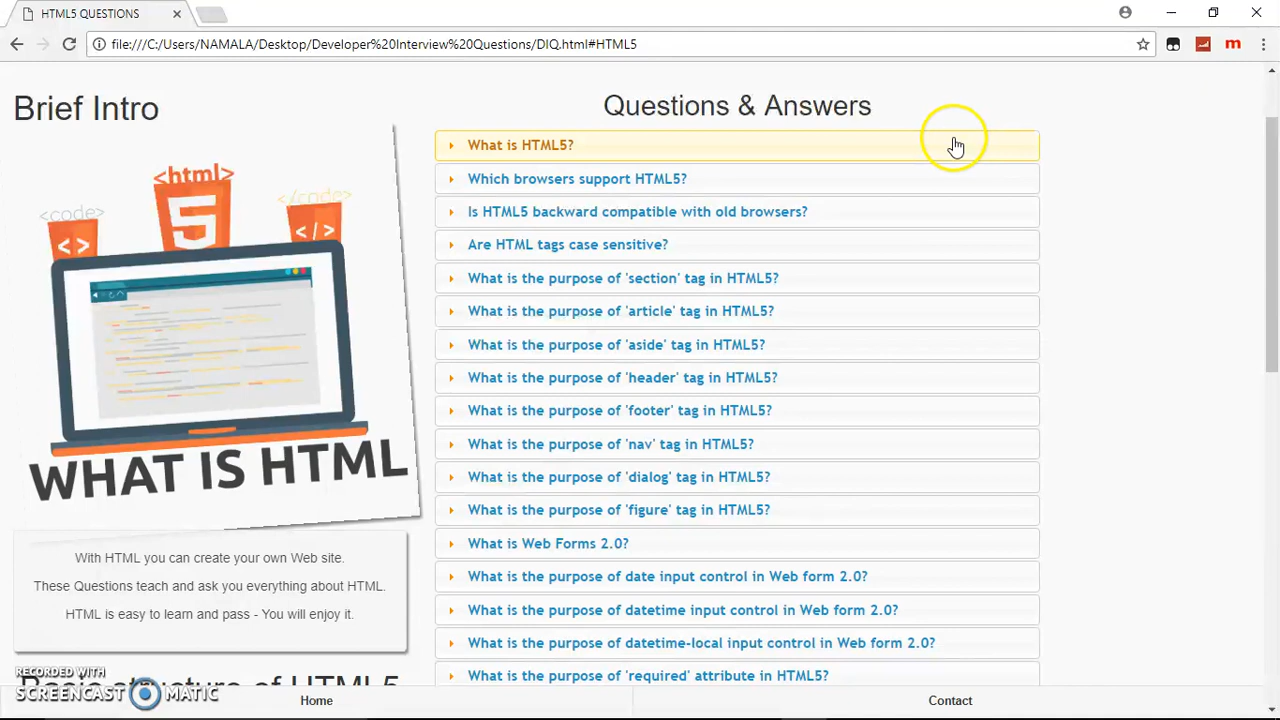 HTML5 QUESTIONS
file:///C:/Users/NAMALA/Desktop/Developer%20Interview%20Questions/DIQ.html#HTML5
m
Brief Intro
<html>
<code>
</code>
5
<>
</>
WHAT IS HTML
With HTML you can create your own Web site.
These Questions teach and ask you everything about HTML.
HTML is easy to learn and pass - You will enjoy it.
Basic structure of HTML5
Questions & Answers
What is HTML5?
Which browsers support HTML5?
Is HTML5 backward compatible with old browsers?
Are HTML tags case sensitive?
What is the purpose of 'section' tag in HTML5?
What is the purpose of 'article' tag in HTML5?
What is the purpose of 'aside' tag in HTML5?
What is the purpose of 'header' tag in HTML5?
What is the purpose of 'footer' tag in HTML5?
What is the purpose of 'nav' tag in HTML5?
What is the purpose of 'dialog' tag in HTML5?
What is the purpose of 'figure' tag in HTML5?
What is Web Forms 2.0?
What is the purpose of date input control in Web form 2.0?
What is the purpose of datetime input control in Web form 2.0?
What is the purpose of datetime-local input control in Web form 2.0?
What is the purpose of 'required' attribute in HTML5?
RECORDED WITH
SCREENCAST MATIC
Home
Contact